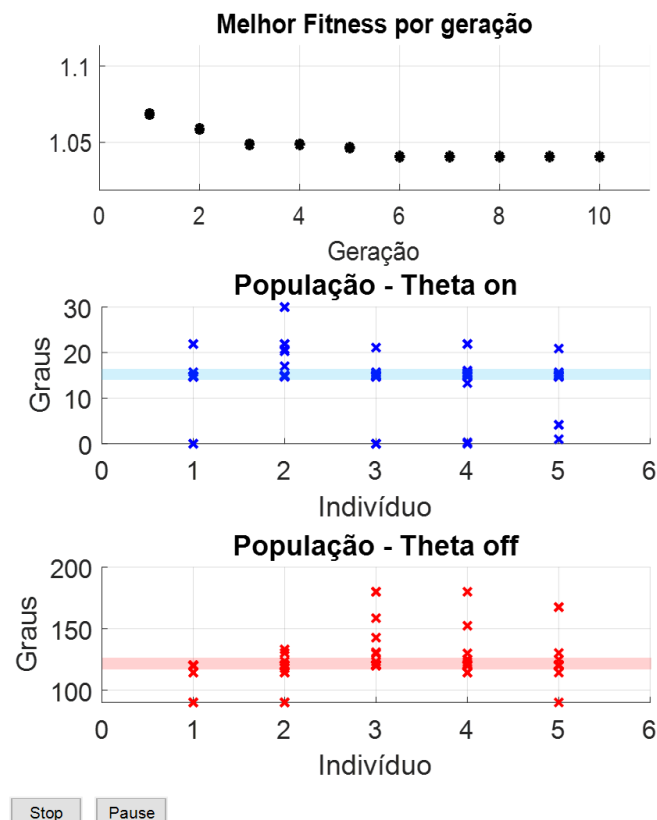 Melhor Fitness por geração
1.1
1.05
0 2 4 6 8 10
Geração
População - Theta on
30
20
10
0
Graus
0 1 2 3 4 5 6
Indivíduo
População - Theta off
200
150
100
Graus
0 1 2 3 4 5 6
Indivíduo
Stop Pause